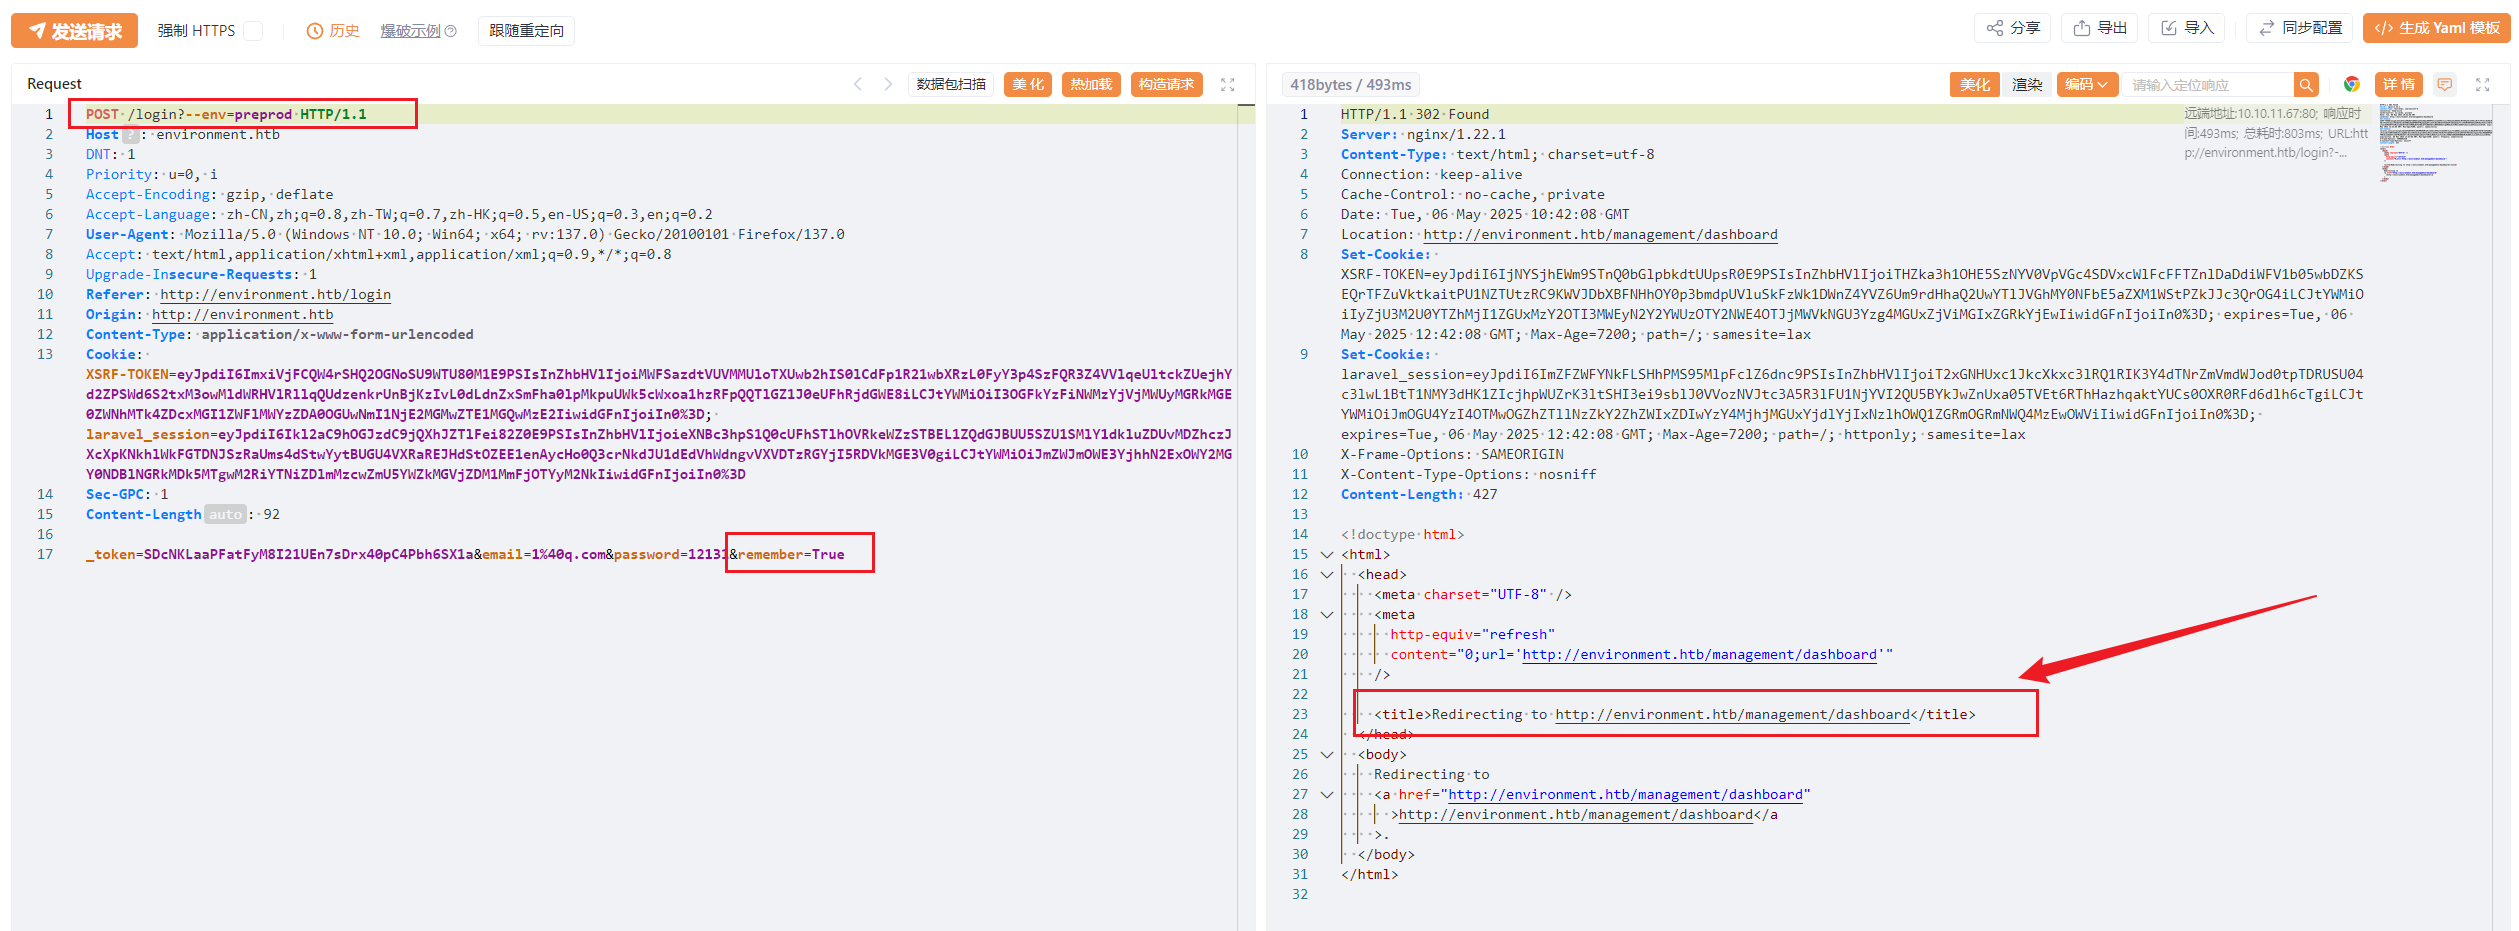 发送请求 强制 HTTPS 历史 爆破示例 跟随重定向 分享 导出 导入 同步配置 </> 生成 Yaml 模板
Request 数据包扫描 美化 热加载 构造请求
1 POST /login?--env=preprod HTTP/1.1
2 Host ? : environment.htb
3 DNT: 1
4 Priority: u=0, i
5 Accept-Encoding: gzip, deflate
6 Accept-Language: zh-CN,zh;q=0.8,zh-TW;q=0.7,zh-HK;q=0.5,en-US;q=0.3,en;q=0.2
7 User-Agent: Mozilla/5.0 (Windows NT 10.0; Win64; x64; rv:137.0) Gecko/20100101 Firefox/137.0
8 Accept: text/html,application/xhtml+xml,application/xml;q=0.9,*/*;q=0.8
9 Upgrade-Insecure-Requests: 1
10 Referer: http://environment.htb/login
11 Origin: http://environment.htb
12 Content-Type: application/x-www-form-urlencoded
13 Cookie:
XSRF-TOKEN=
laravel_session=
14 Sec-GPC: 1
15 Content-Length auto : 92
16
17 _token=SDcNKLaaPFatFyM8I21UEn7sDrx40pC4Pbh6SX1a&email=1%40q.com&password=12131&remember=True
418bytes / 493ms 美化 渲染 编码 请输入定位响应 详情
远端地址:10.10.11.67:80; 响应时
间:493ms; 总耗时:803ms; URL:htt
p://environment.htb/login?-...
1 HTTP/1.1 302 Found
2 Server: nginx/1.22.1
3 Content-Type: text/html; charset=utf-8
4 Connection: keep-alive
5 Cache-Control: no-cache, private
6 Date: Tue, 06 May 2025 10:42:08 GMT
7 Location: http://environment.htb/management/dashboard
8 Set-Cookie:
XSRF-TOKEN=
expires=Tue, 06
May 2025 12:42:08 GMT; Max-Age=7200; path=/; samesite=lax
9 Set-Cookie:
laravel_session=
expires=Tue, 06 May 2025 12:42:08 GMT; Max-Age=7200; path=/; httponly; samesite=lax
10 X-Frame-Options: SAMEORIGIN
11 X-Content-Type-Options: nosniff
12 Content-Length: 427
13
14 <!doctype html>
15 <html>
16 <head>
17 <meta charset="UTF-8" />
18 <meta
19 http-equiv="refresh"
20 content="0;url='http://environment.htb/management/dashboard'"
21 />
22
23 <title>Redirecting to http://environment.htb/management/dashboard</title>
24 </head>
25 <body>
26 Redirecting to
27 <a href="http://environment.htb/management/dashboard"
28 >http://environment.htb/management/dashboard</a
29 >.
30 </body>
31 </html>
32